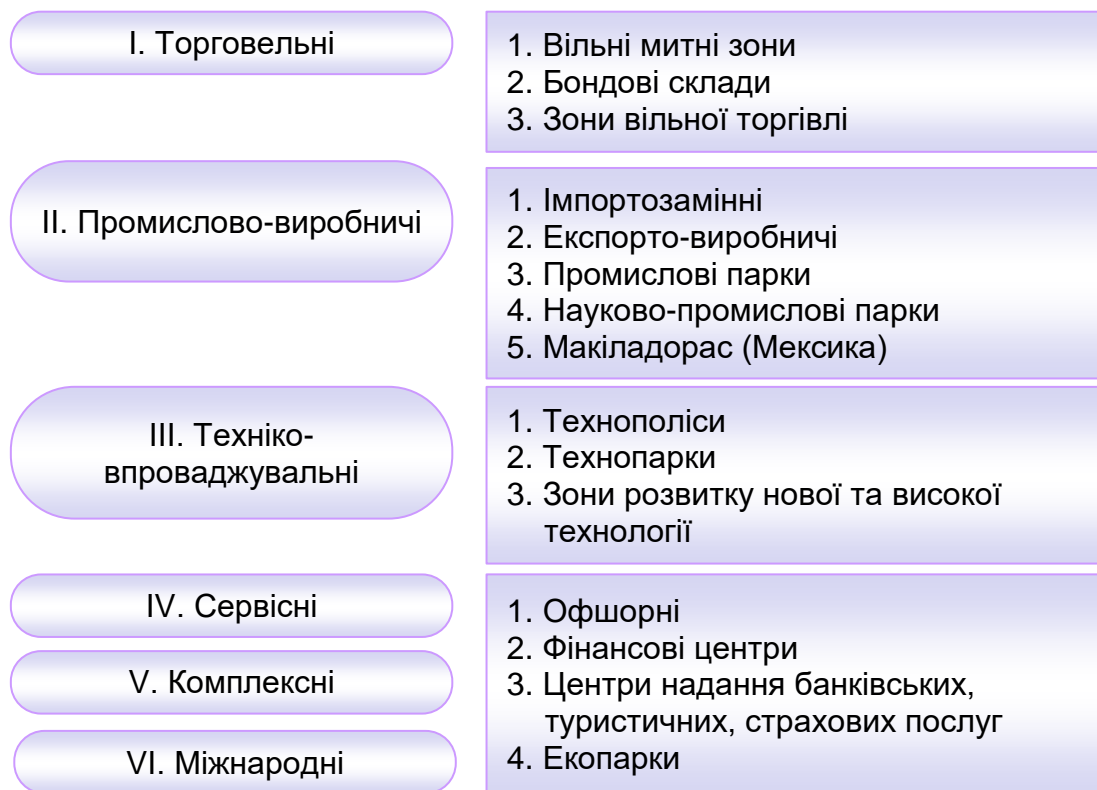 І. Торговельні
1. Вільні митні зони
2. Бондові склади
3. Зони вільної торгівлі
ІІ. Промислово-виробничі
1. Імпортозамінні
2. Експорто-виробничі
3. Промислові парки
4. Науково-промислові парки
5. Макіладорас (Мексика)
ІІІ. Техніко-
впроваджувальні
1. Технополіси
2. Технопарки
3. Зони розвитку нової та високої
технології
IV. Сервісні
V. Комплексні
VI. Міжнародні
1. Офшорні
2. Фінансові центри
3. Центри надання банківських,
туристичних, страхових послуг
4. Екопарки